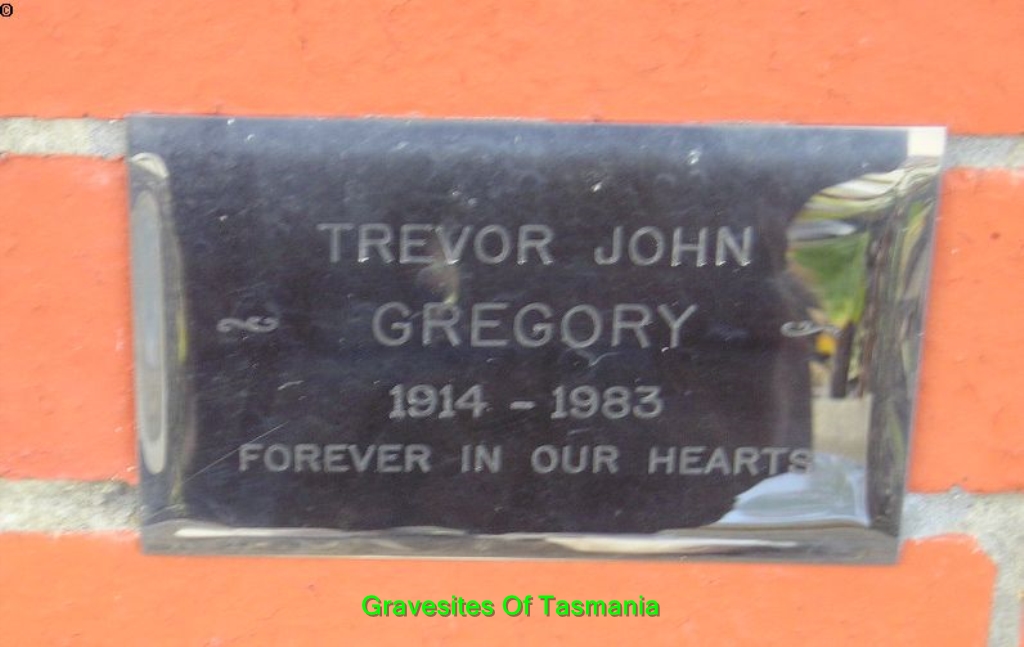 ©
TREVOR JOHN
GREGORY
1914 - 1983
FOREVER IN OUR HEARTS
Gravesites Of Tasmania